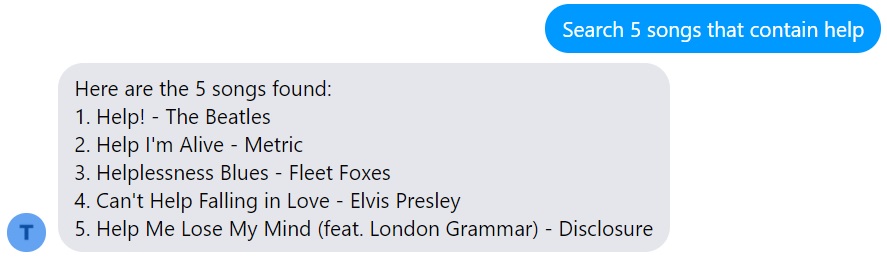 Search 5 songs that contain help
Here are the 5 songs found:
1. Help! - The Beatles
2. Help I'm Alive - Metric
3. Helplessness Blues - Fleet Foxes
4. Can't Help Falling in Love - Elvis Presley
5. Help Me Lose My Mind (feat. London Grammar) - Disclosure
T